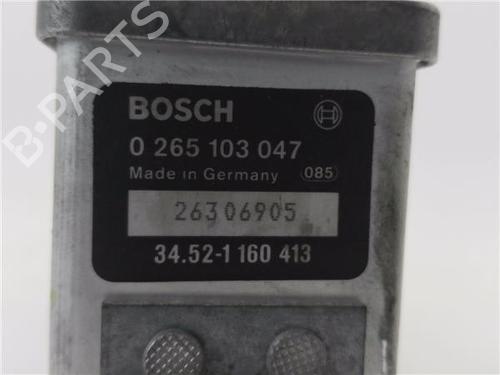 B-PARTS
BOSCH
0 265 103 047
Made in Germany 085
26306905
34.52-1 160 413